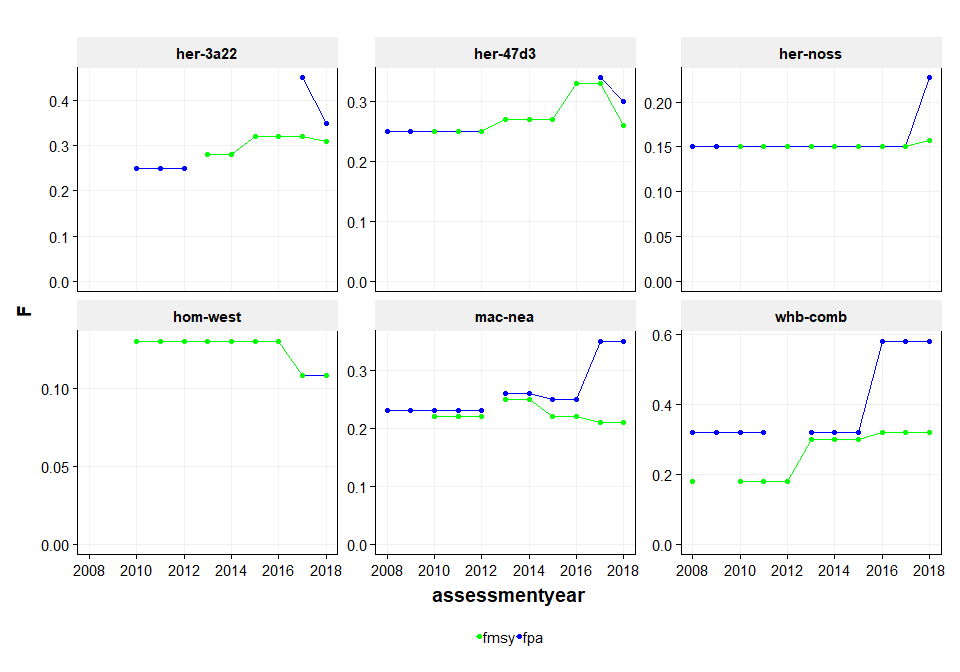 her-3a22 her-47d3 her-noss
0.4 0.3 0.2 0.1 0.0
0.3 0.2 0.1 0.0
0.20 0.15 0.10 0.05 0.00
F
hom-west mac-nea whb-comb
0.10 0.05 0.00
0.3 0.2 0.1 0.0
0.6 0.4 0.2 0.0
2008 2010 2012 2014 2016 2018 2008 2010 2012 2014 2016 2018 2008 2010 2012 2014 2016 2018
assessmentyear
fmsy fpa